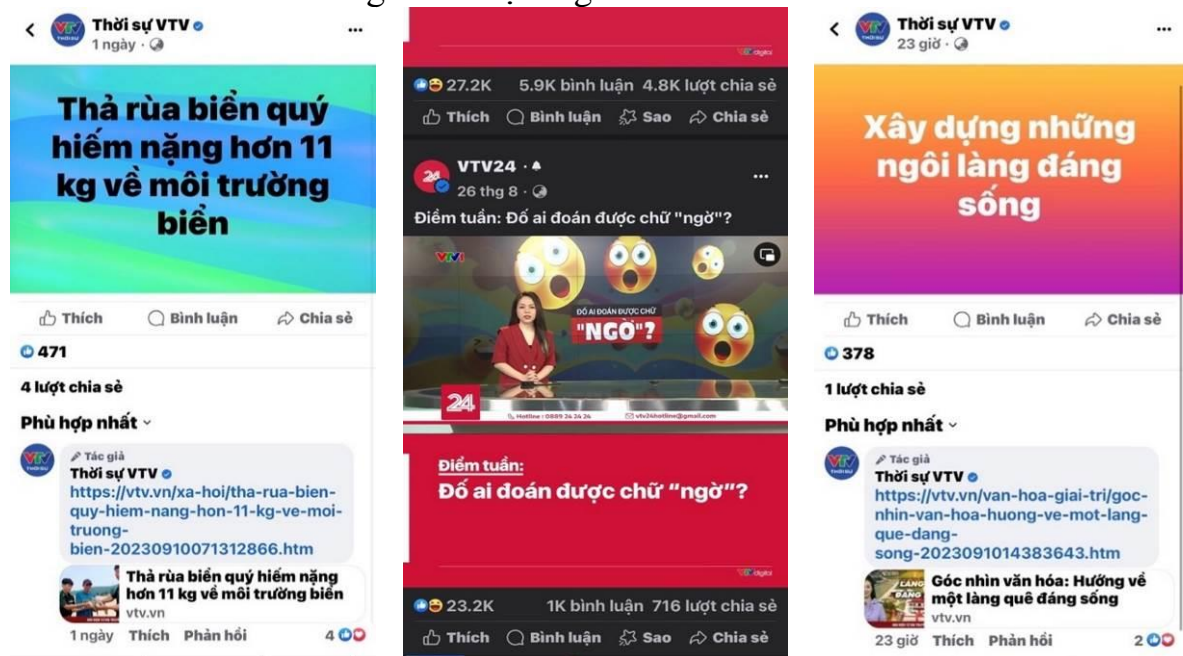 Thời sự VTV
1 ngày ·
Thả rùa biển quý
hiếm nặng hơn 11
kg về môi trường
biển
Thích Bình luận Chia sẻ
471
4 lượt chia sẻ
Phù hợp nhất
Tác giả
Thời sự VTV
https://vtv.vn/xa-hoi/tha-rua-bien-
quy-hiem-nang-hon-11-kg-ve-moi-
truong-
bien-20230910071312866.htm
Thả rùa biển quý hiếm nặng
hơn 11 kg về môi trường biển
vtv.vn
1 ngày Thích Phản hồi 4
VTVdigital
27.2K 5.9K bình luận 4.8K lượt chia sẻ
Thích Bình luận Sao Chia sẻ
24
VTV24 ·
26 thg 8 ·
Điểm tuần: Đố ai đoán được chữ "ngờ"?
VTV1
ĐỐ AI ĐOÁN ĐƯỢC CHỮ
"NGỜ"?
24
Hotline : 0889 24 24 24 vtv24hotline@gmail.com
Điểm tuần:
Đố ai đoán được chữ “ngờ”?
VTVdigital
23.2K 1K bình luận 716 lượt chia sẻ
Thích Bình luận Sao Chia sẻ
Thời sự VTV
23 giờ ·
Xây dựng những
ngôi làng đáng
sống
Thích Bình luận Chia sẻ
378
1 lượt chia sẻ
Phù hợp nhất
Tác giả
Thời sự VTV
https://vtv.vn/van-hoa-giai-tri/goc-
nhin-van-hoa-huong-ve-mot-lang-
que-dang-
song-2023091014383643.htm
Góc nhìn văn hóa: Hướng về
một làng quê đáng sống
vtv.vn
23 giờ Thích Phản hồi 2